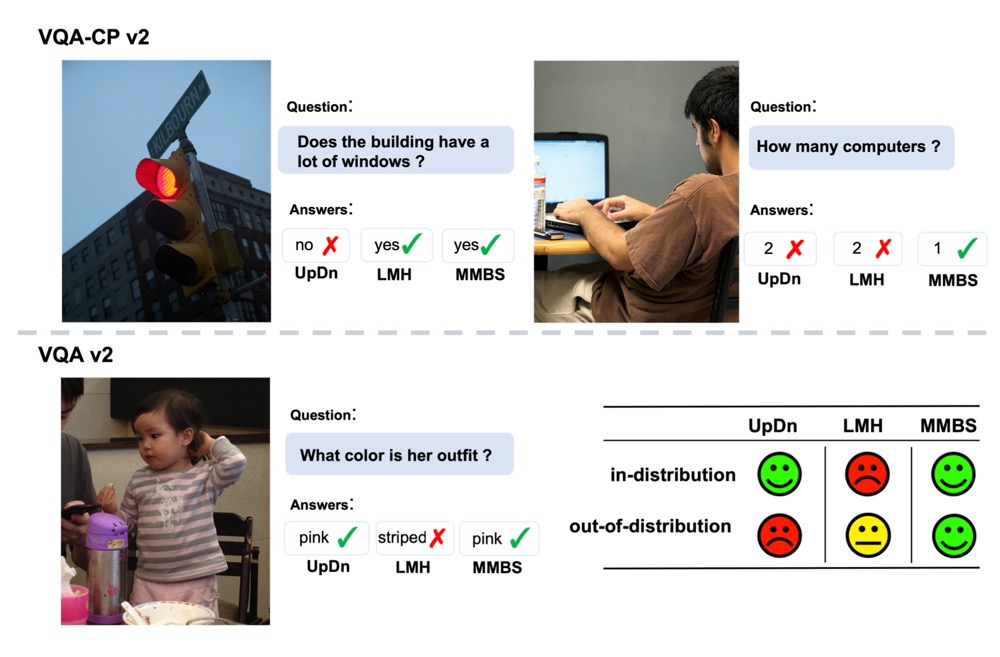 VQA-CP v2
KILBOURN
Question:
Does the building have a
lot of windows ?
Answers:
no ✗ yes ✓ yes ✓
UpDn LMH MMBS
Question:
How many computers ?
Answers:
2 ✗ 2 ✗ 1 ✓
UpDn LMH MMBS
VQA v2
Question:
What color is her outfit ?
Answers:
pink ✓ striped ✗ pink ✓
UpDn LMH MMBS
UpDn LMH MMBS
in-distribution
out-of-distribution